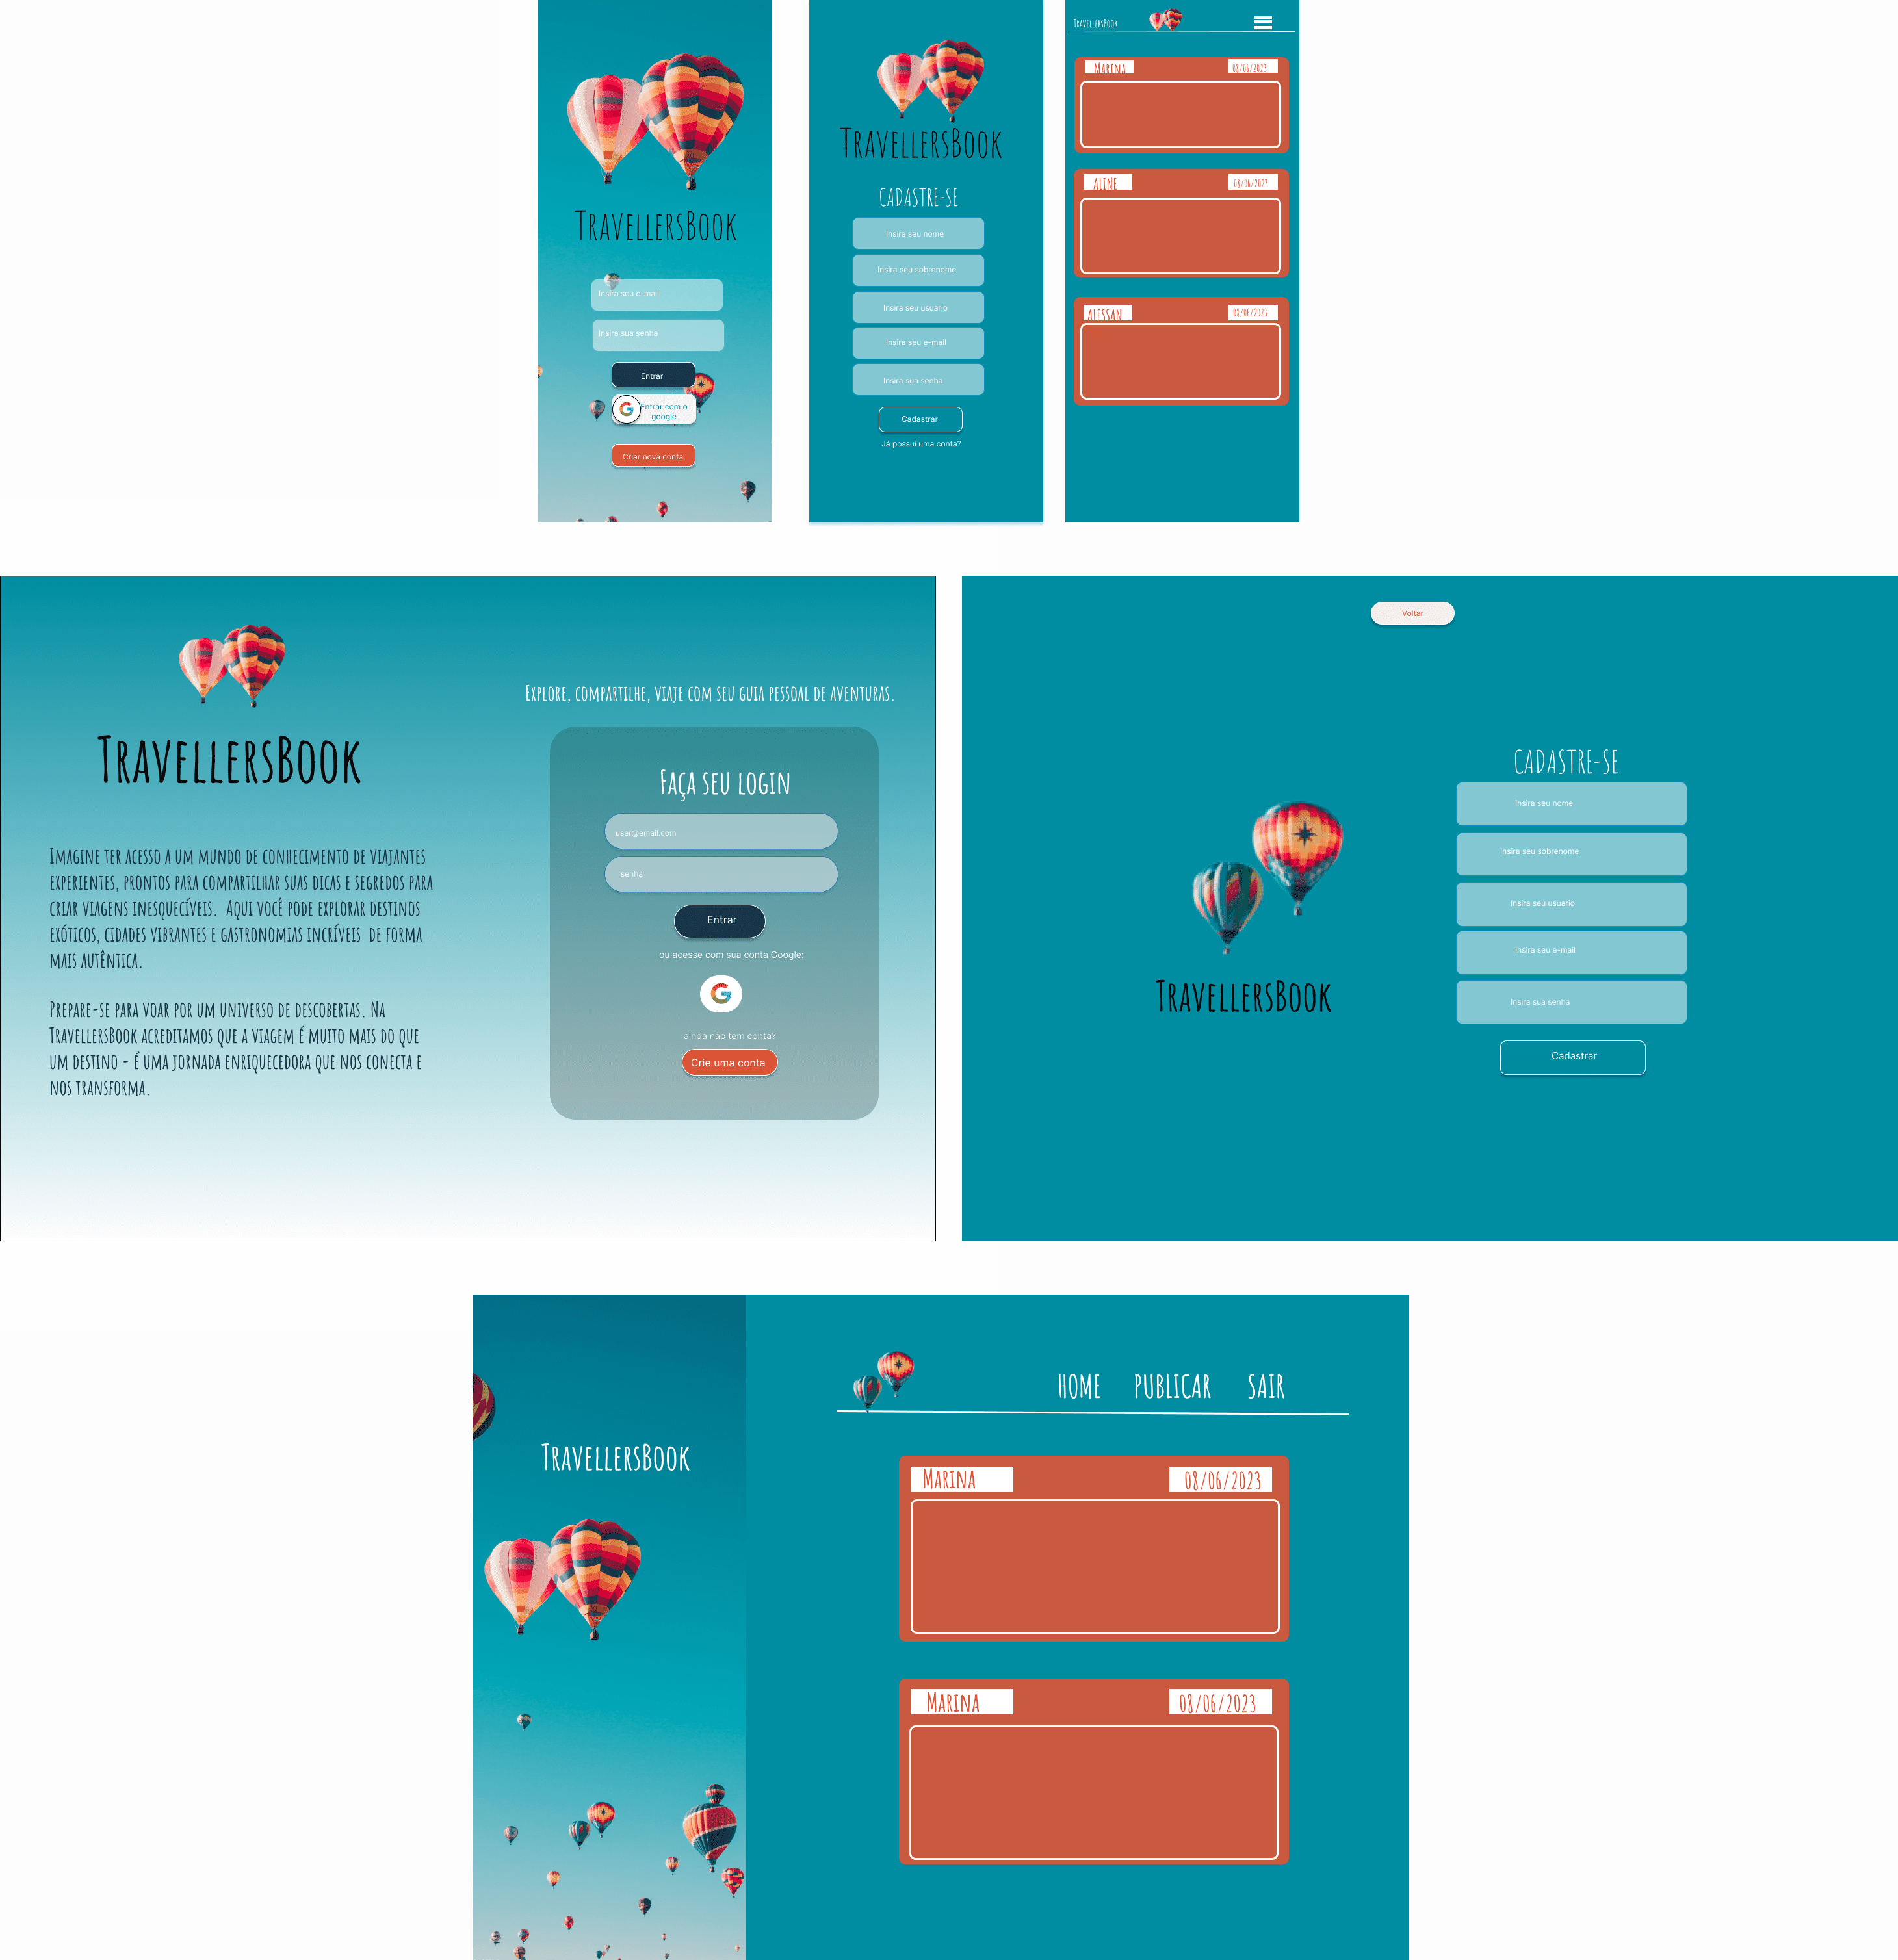 TravellersBook
Insira seu e-mail
Insira sua senha
Entrar
Entrar com o
google
Criar nova conta
TravellersBook
CADASTRE-SE
Insira seu nome
Insira seu sobrenome
Insira seu usuario
Insira seu e-mail
Insira sua senha
Cadastrar
Já possui uma conta?
TravellersBook
Marina
08/06/2023
ALINE
08/06/2023
ALESSAN
08/06/2023
TravellersBook
Imagine ter acesso a um mundo de conhecimento de viajantes
experientes, prontos para compartilhar suas dicas e segredos para
criar viagens inesquecíveis. Aqui você pode explorar destinos
exóticos, cidades vibrantes e gastronomias incríveis de forma
mais autêntica.
Prepare-se para voar por um universo de descobertas. Na
TravellersBook acreditamos que a viagem é muito mais do que
um destino - é uma jornada enriquecedora que nos conecta e
nos transforma.
Explore, compartilhe, viaje com seu guia pessoal de aventuras.
Faça seu login
user@email.com
senha
Entrar
ou acesse com sua conta Google:
G
ainda não tem conta?
Crie uma conta
Voltar
TravellersBook
CADASTRE-SE
Insira seu nome
Insira seu sobrenome
Insira seu usuario
Insira seu e-mail
Insira sua senha
Cadastrar
TravellersBook
HOME PUBLICAR SAIR
Marina
08/06/2023
Marina
08/06/2023